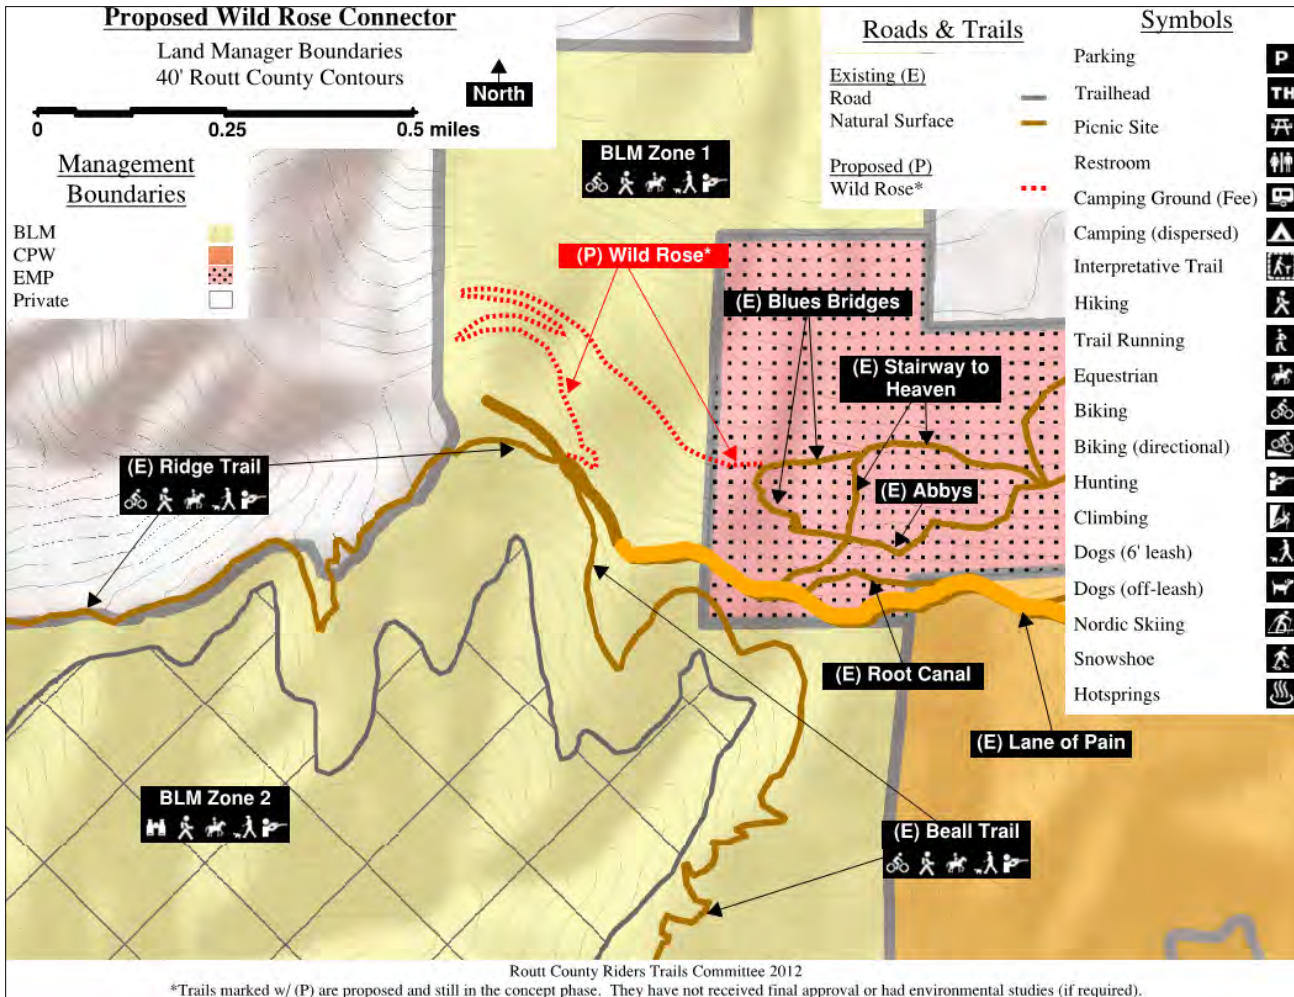 Proposed Wild Rose Connector
Land Manager Boundaries
40' Routt County Contours
North
0 0.25 0.5 miles
Management
Boundaries
BLM
CPW
EMP
Private
Roads & Trails
Existing (E)
Road
Natural Surface
Proposed (P)
Wild Rose*
Symbols
Parking
P
Trailhead
TH
Picnic Site
Restroom
Camping Ground (Fee)
Camping (dispersed)
Interpretative Trail
Hiking
Trail Running
Equestrian
Biking
Biking (directional)
Hunting
Climbing
Dogs (6' leash)
Dogs (off-leash)
Nordic Skiing
Snowshoe
Hotsprings
BLM Zone 1
(P) Wild Rose*
(E) Blues Bridges
(E) Stairway to
Heaven
(E) Ridge Trail
(E) Abbys
(E) Root Canal
(E) Lane of Pain
BLM Zone 2
(E) Beall Trail
Routt County Riders Trails Committee 2012
*Trails marked w/ (P) are proposed and still in the concept phase. They have not received final approval or had environmental studies (if required).